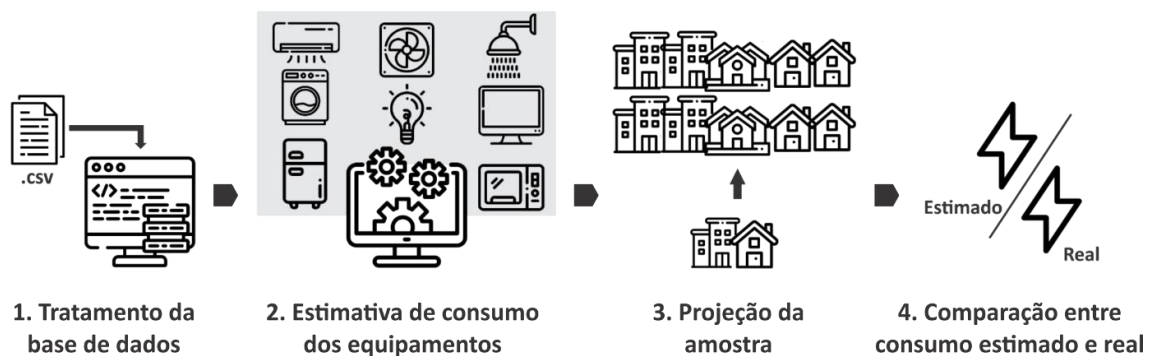 .csv
</>
Estimado
Real
1. Tratamento da
base de dados
2. Estimativa de consumo
dos equipamentos
3. Projeção da
amostra
4. Comparação entre
consumo estimado e real